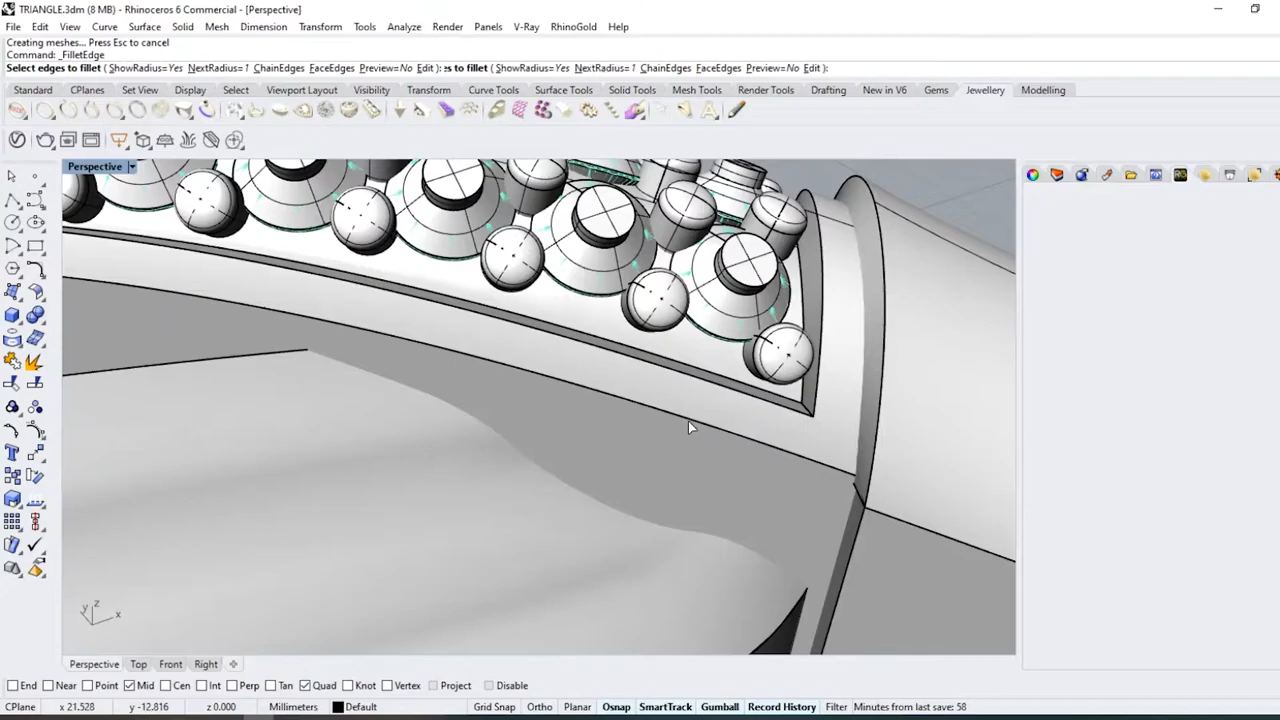 TRIANGLE.3dm (8 MB) - Rhinoceros 6 Commercial - [Perspective]
File Edit View Curve Surface Solid Mesh Dimension Transform Tools Analyze Render Panels V-Ray RhinoGold Help
Creating meshes... Press Esc to cancel
Command: _FilletEdge
Select edges to fillet ( ShowRadius=Yes NextRadius=1 ChainEdges FaceEdges Preview=No Edit ): es to fillet ( ShowRadius=Yes NextRadius=1 ChainEdges FaceEdges Preview=No Edit ):
Standard CPlanes Set View Display Select Viewport Layout Visibility Transform Curve Tools Surface Tools Solid Tools Mesh Tools Render Tools Drafting New in V6 Gems Jewellery Modelling
Perspective
z
y x
Perspective Top Front Right
End Near Point Mid Cen Int Perp Tan Quad Knot Vertex Project Disable
CPlane x 21.528 y -12.816 z 0.000 Millimeters Default Grid Snap Ortho Planar Osnap SmartTrack Gumball Record History Filter Minutes from last save: 58